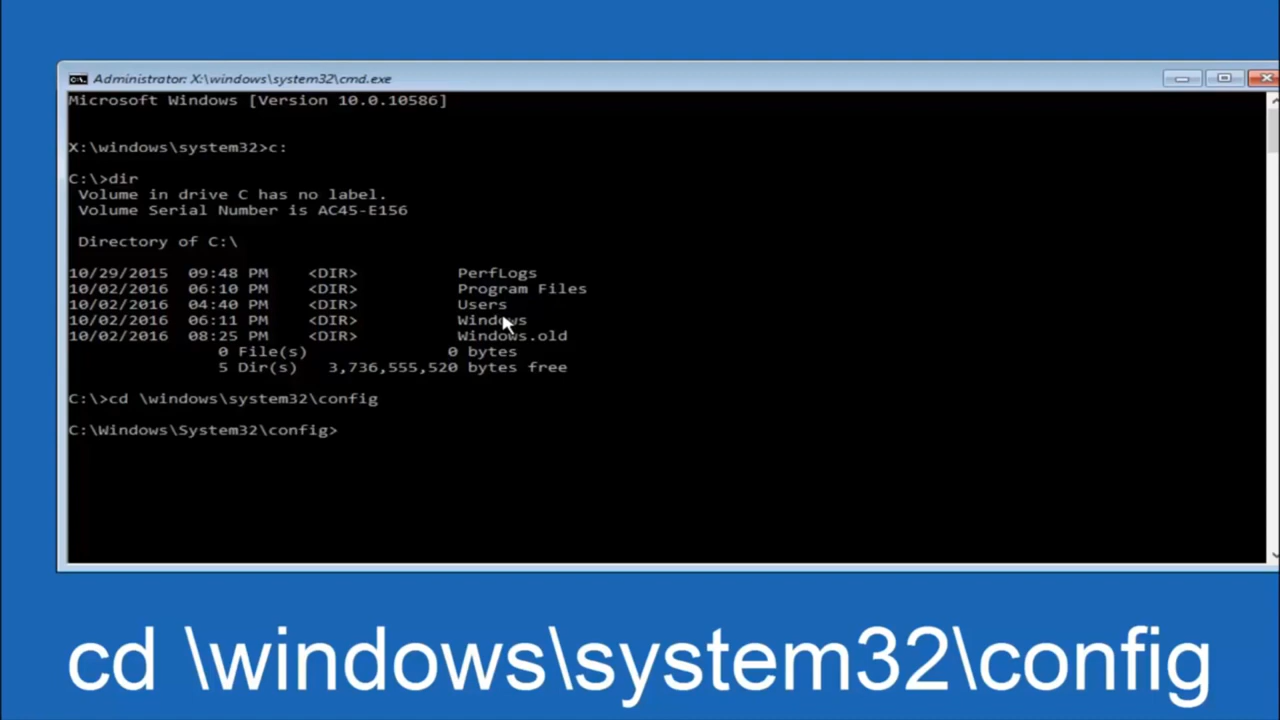 Administrator: X:\windows\system32\cmd.exe
Microsoft Windows [Version 10.0.10586]
X:\windows\system32>c:
C:\>dir
Volume in drive C has no label.
Volume Serial Number is AC45-E156
Directory of C:\
10/29/2015 09:48 PM <DIR> PerfLogs
10/02/2016 06:10 PM <DIR> Program Files
10/02/2016 04:40 PM <DIR> Users
10/02/2016 06:11 PM <DIR> Windows
10/02/2016 08:25 PM <DIR> Windows.old
0 File(s) 0 bytes
5 Dir(s) 3,736,555,520 bytes free
C:\>cd \windows\system32\config
C:\Windows\System32\config>
cd \windows\system32\config